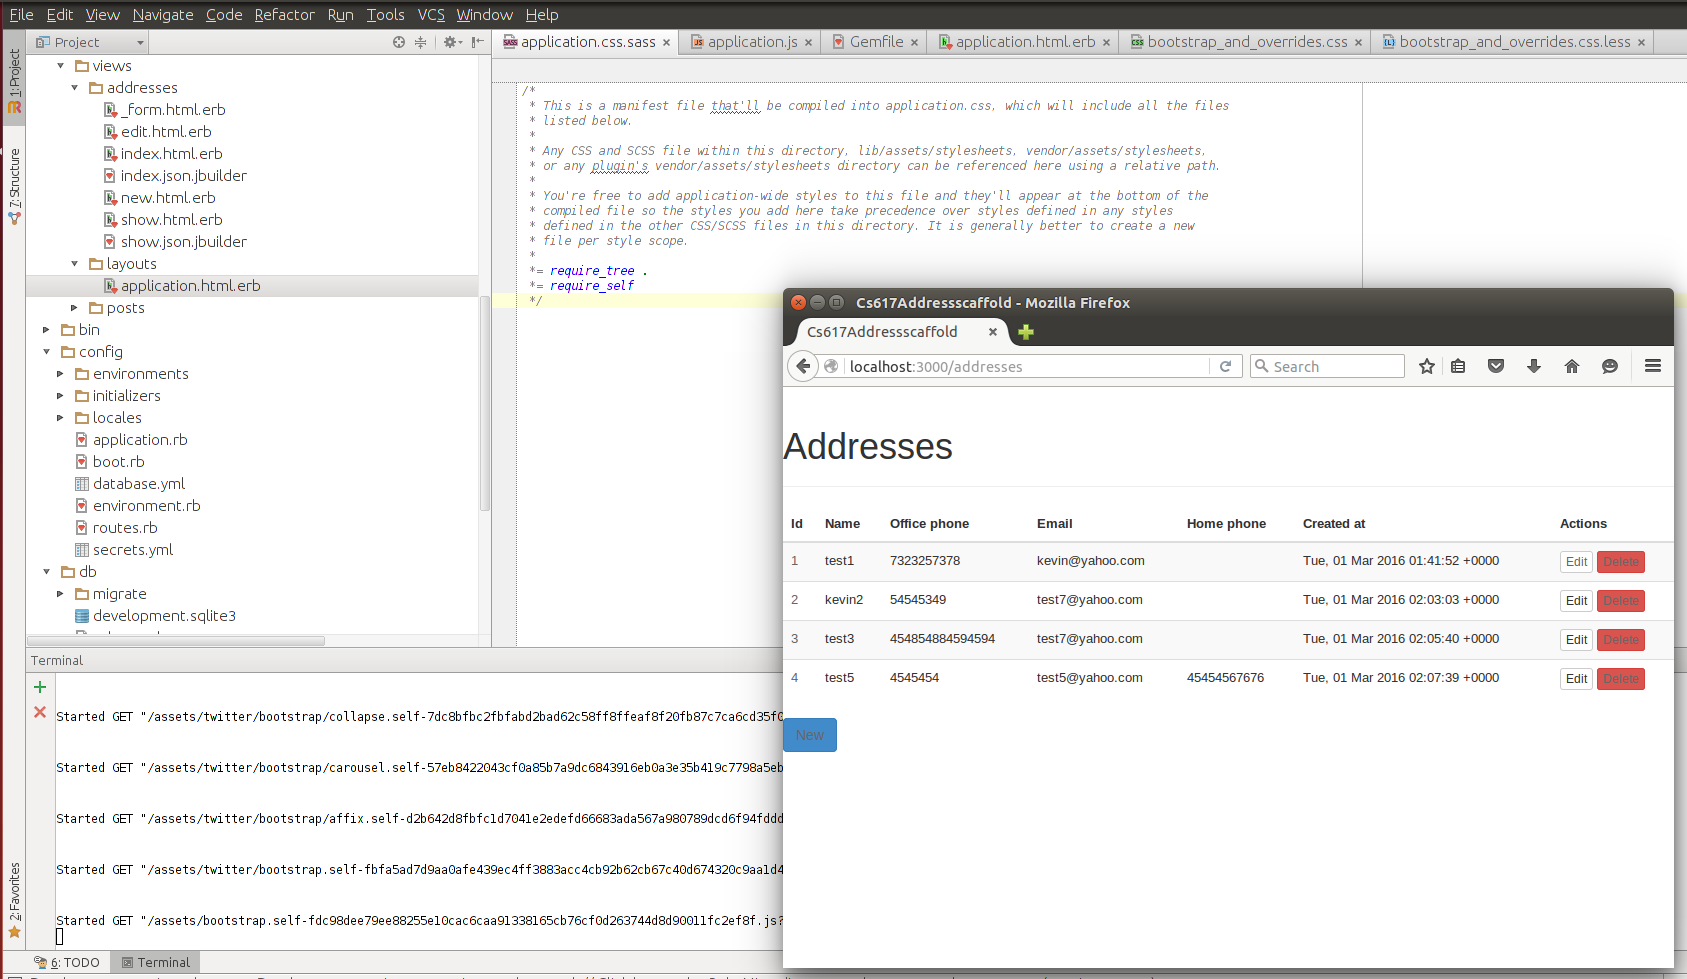 File Edit View Navigate Code Refactor Run Tools VCS Window Help
Project
application.css.sass
application.js
Gemfile
application.html.erb
bootstrap_and_overrides.css
bootstrap_and_overrides.css.less
1: Project
7: Structure
2: Favorites
views
addresses
_form.html.erb
edit.html.erb
index.html.erb
index.json.jbuilder
new.html.erb
show.html.erb
show.json.jbuilder
layouts
application.html.erb
posts
bin
config
environments
initializers
locales
application.rb
boot.rb
database.yml
environment.rb
routes.rb
secrets.yml
db
migrate
development.sqlite3
/*
* This is a manifest file that'll be compiled into application.css, which will include all the files
* listed below.
*
* Any CSS and SCSS file within this directory, lib/assets/stylesheets, vendor/assets/stylesheets,
* or any plugin's vendor/assets/stylesheets directory can be referenced here using a relative path.
*
* You're free to add application-wide styles to this file and they'll appear at the bottom of the
* compiled file so the styles you add here take precedence over styles defined in any styles
* defined in the other CSS/SCSS files in this directory. It is generally better to create a new
* file per style scope.
*
*= require_tree .
*= require_self
*/
Cs617Addressscaffold - Mozilla Firefox
Cs617Addressscaffold
localhost:3000/addresses
Search
Addresses
Id Name Office phone Email Home phone Created at Actions
1 test1 7323257378 kevin@yahoo.com Tue, 01 Mar 2016 01:41:52 +0000 Edit Delete
2 kevin2 54545349 test7@yahoo.com Tue, 01 Mar 2016 02:03:03 +0000 Edit Delete
3 test3 454854884594594 test7@yahoo.com Tue, 01 Mar 2016 02:05:40 +0000 Edit Delete
4 test5 4545454 test5@yahoo.com 45454567676 Tue, 01 Mar 2016 02:07:39 +0000 Edit Delete
New
Terminal
Started GET "/assets/twitter/bootstrap/collapse.self-7dc8bfbc2fbfabd2bad62c58ff8ffeaf8f20fb87c7ca6cd35f0
Started GET "/assets/twitter/bootstrap/carousel.self-57eb8422043cf0a85b7a9dc6843916eb0a3e35b419c7798a5eb
Started GET "/assets/twitter/bootstrap/affix.self-d2b642d8fbfc1d7041e2edefd66683ada567a980789dcd6f94fddd
Started GET "/assets/twitter/bootstrap.self-fbfa5ad7d9aa0afe439ec4ff3883acc4cb92b62cb67c40d674320c9aa1d4
Started GET "/assets/bootstrap.self-fdc98dee79ee88255e10cac6caa91338165cb76cf0d263744d8d90011fc2ef8f.js?
6: TODO
Terminal